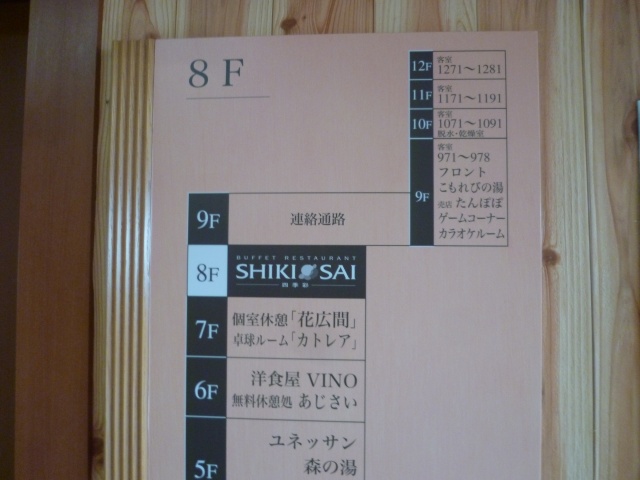 8 F
12F
客室
1271～1281
11F
客室
1171～1191
10F
客室
1071～1091
脱水・乾燥室
9F
客室
971～978
フロント
こもれびの湯
売店 たんぽぽ
ゲームコーナー
カラオケルーム
9F 連絡通路
8F
BUFFET RESTAURANT
SHIKI SAI
四季彩
7F
個室休憩「花広間」
卓球ルーム「カトレア」
6F
洋食屋 VINO
無料休憩処 あじさい
5F
ユネッサン
森の湯